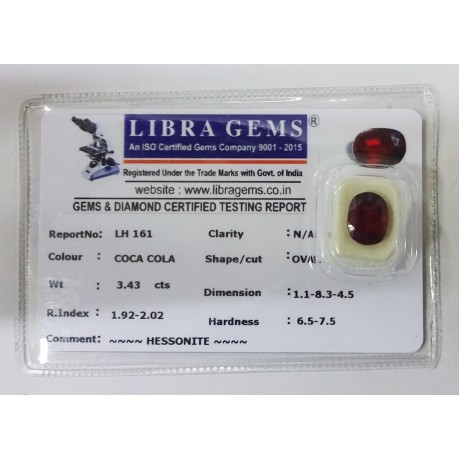 LIBRA GEMS®
An ISO Certified Gems Company 9001 - 2015
Registered Under the Trade Marks with Govt. of India
website : www.libragems.co.in
GEMS & DIAMOND CERTIFIED TESTING REPORT
ReportNo: LH 161 Clarity : N/A
Colour : COCA COLA Shape/cut : OV/
Wt : 3.43 cts Dimension :1.1-8.3-4.5
R.Index : 1.92-2.02 Hardness : 6.5-7.5
Comment: ~~~~ HESSONITE ~~~~